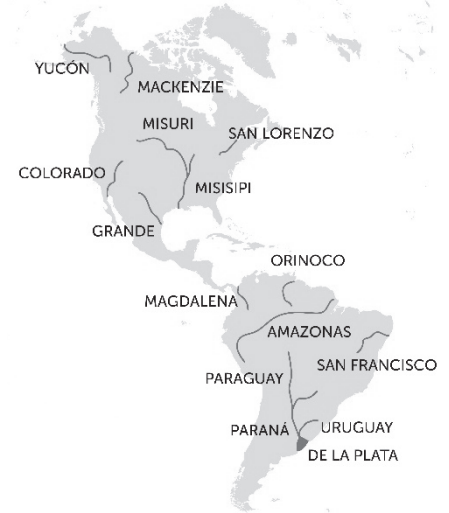 YUCÓN
MACKENZIE
MISURI
SAN LORENZO
COLORADO
MISISIPI
GRANDE
ORINOCO
MAGDALENA
AMAZONAS
SAN FRANCISCO
PARAGUAY
PARANÁ
URUGUAY
DE LA PLATA